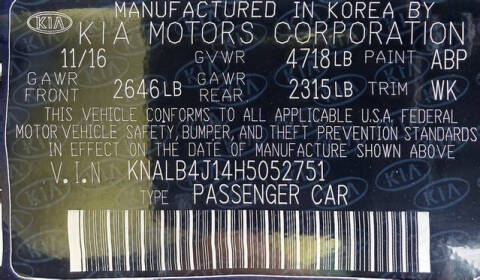 MANUFACTURED IN KOREA BY
KIA KIA MOTORS CORPORATION
11/16 GVWR 4718LB PAINT ABP
GAWR FRONT 2646LB GAWR REAR. 2315LB TRIM WK
THIS VEHICLE CONFORMS TO ALL APPLICABLE U.S.A. FEDERAL
MOTOR VEHICLE SAFETY, BUMPER, AND THEFT PREVENTION STANDARDS
IN EFFECT ON THE DATE OF MANUFACTURE SHOWN ABOVE
V.I.N KNALB4J14H5052751
TYPE PASSENGER CAR